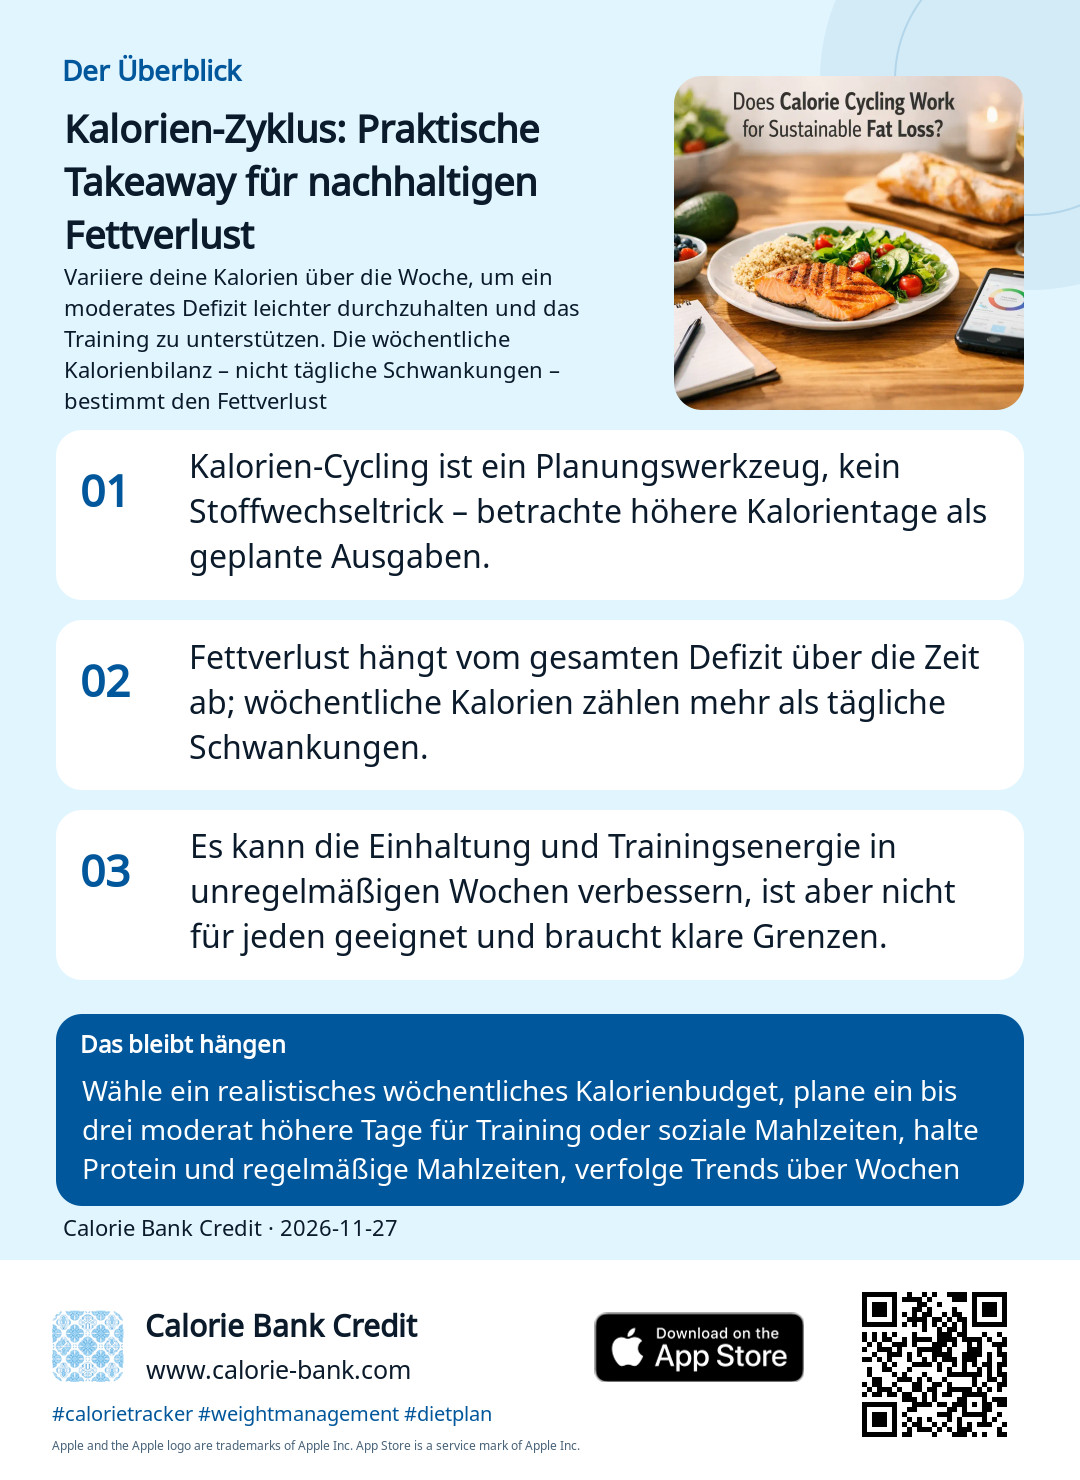 Der Überblick
Kalorien-Zyklus: Praktische
Takeaway für nachhaltigen
Fettverlust
Variiere deine Kalorien über die Woche, um ein
moderates Defizit leichter durchzuhalten und das
Training zu unterstützen. Die wöchentliche
Kalorienbilanz – nicht tägliche Schwankungen –
bestimmt den Fettverlust
Does Calorie Cycling Work
for Sustainable Fat Loss?
01
Kalorien-Cycling ist ein Planungswerkzeug, kein
Stoffwechseltrick – betrachte höhere Kalorientage als
geplante Ausgaben.
02
Fettverlust hängt vom gesamten Defizit über die Zeit
ab; wöchentliche Kalorien zählen mehr als tägliche
Schwankungen.
03
Es kann die Einhaltung und Trainingsenergie in
unregelmäßigen Wochen verbessern, ist aber nicht
für jeden geeignet und braucht klare Grenzen.
Das bleibt hängen
Wähle ein realistisches wöchentliches Kalorienbudget, plane ein bis
drei moderat höhere Tage für Training oder soziale Mahlzeiten, halte
Protein und regelmäßige Mahlzeiten, verfolge Trends über Wochen
Calorie Bank Credit · 2026-11-27
Calorie Bank Credit
www.calorie-bank.com
Download on the
App Store
#calorietracker #weightmanagement #dietplan
Apple and the Apple logo are trademarks of Apple Inc. App Store is a service mark of Apple Inc.